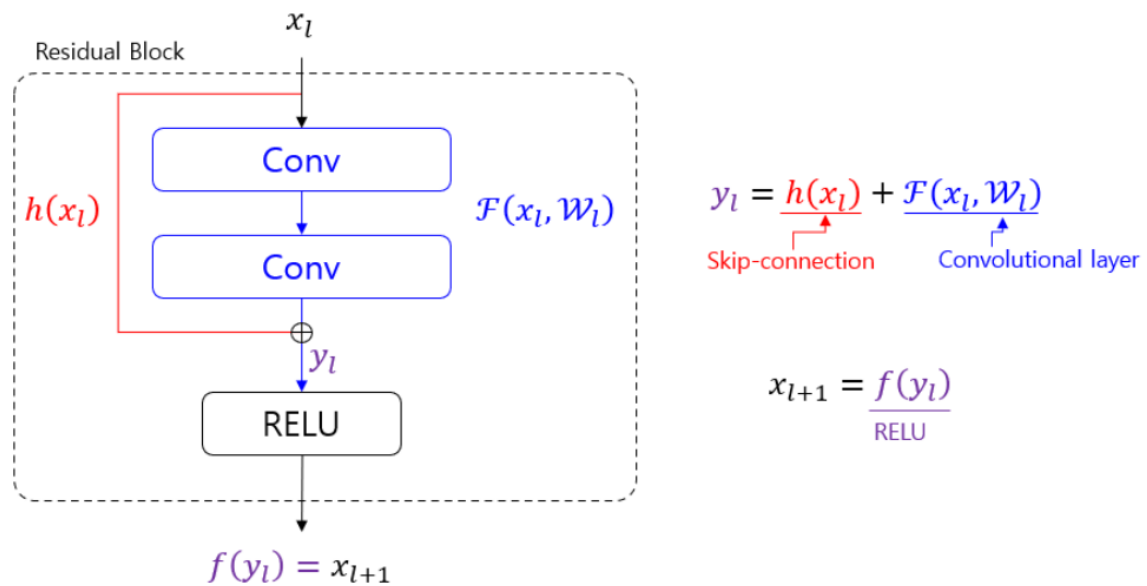 x_l
Residual Block
Conv
h(x_l)
ℱ(x_l, 𝒲_l)
Conv
⊕
y_l
RELU
f(y_l) = x_{l+1}
y_l = h(x_l) + ℱ(x_l, 𝒲_l)
Skip-connection
Convolutional layer
x_{l+1} = f(y_l)
RELU